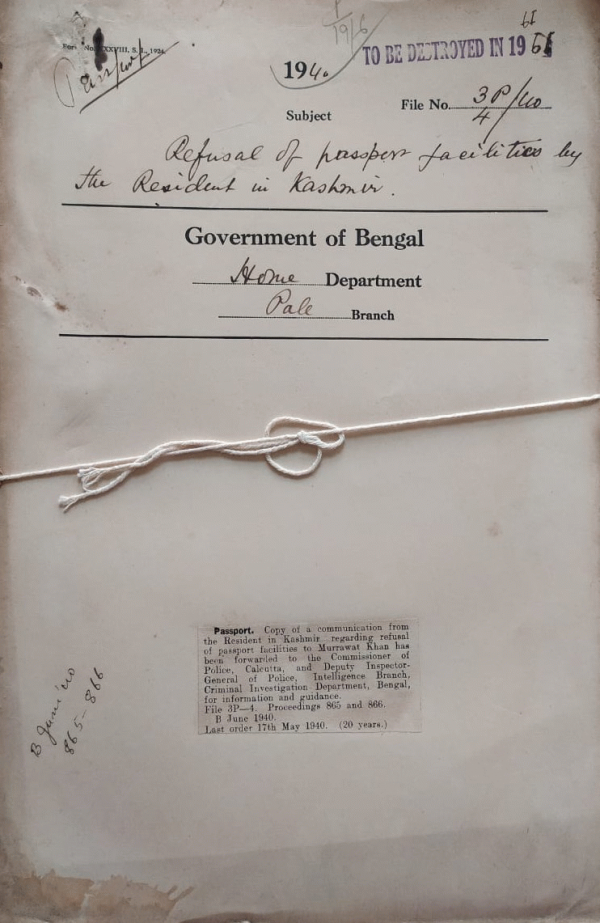 TO BE DESTROYED IN 19 61
61
Passport
1940
File No. 3P/40
4
Subject
Refusal of passport facilities by
the Resident in Kashmir.
Government of Bengal
Home Department
Branch
Passport. Copy of a communication from
the Resident in Kashmir regarding refusal
of passport facilities to Murrawat Khan has
been forwarded to the Commissioner of
Police, Calcutta, and Deputy Inspector-
General of Police, Intelligence Branch,
Criminal Investigation Department, Bengal,
for information and guidance.
File 3P—4. Proceedings 865 and 866.
B June 1940.
Last order 17th May 1940. (20 years.)
B June '40
865-866